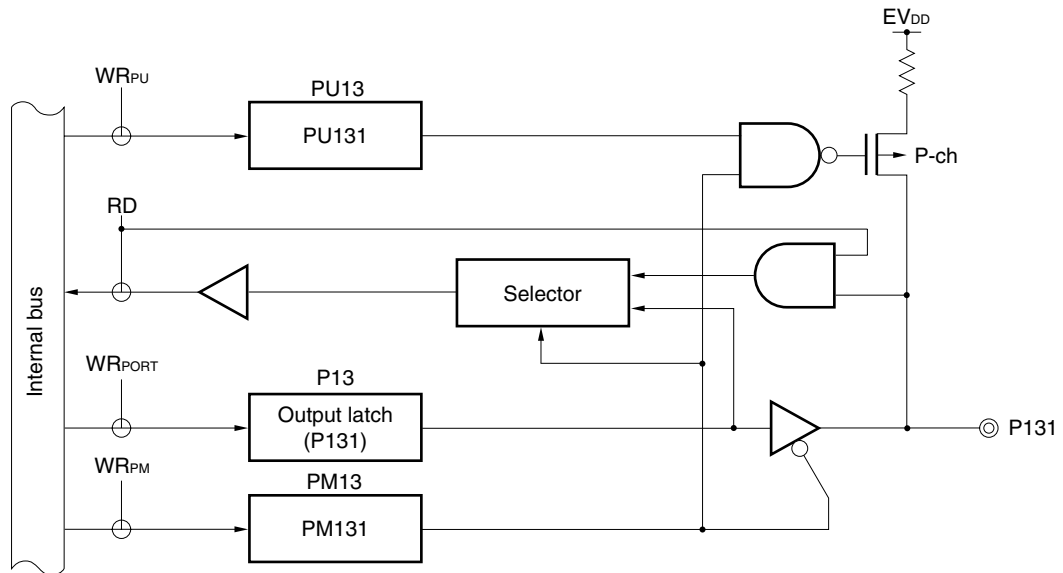 EVDD
WRPU
PU13
PU131
P-ch
RD
Selector
Internal bus
WRPORT
P13
Output latch
(P131)
P131
WRPM
PM13
PM131